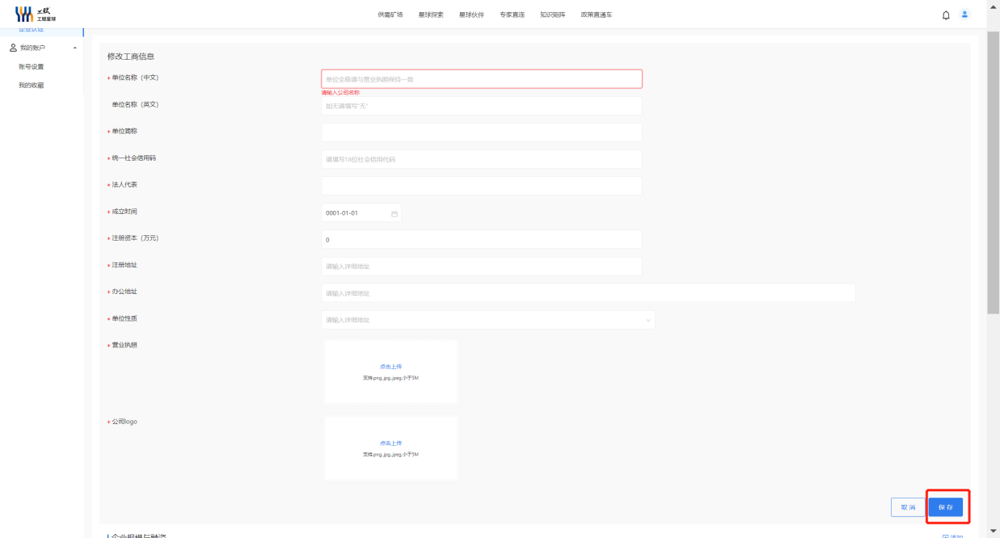 工赋
工赋星球
供需矿场 星球探索 星球伙伴 专家直连 知识矩阵 政策直通车
企业认证
我的账户
账号设置
我的收藏
修改工商信息
* 单位名称（中文） 单位全称请与营业执照保持一致
请输入公司名称
单位名称（英文） 如无请填写“无”
* 单位简称
* 统一社会信用码 请填写18位社会信用代码
* 法人代表
* 成立时间 0001-01-01
* 注册资本（万元） 0
* 注册地址 请输入详细地址
* 办公地址 请输入详细地址
* 单位性质 请输入详细地址
* 营业执照
点击上传
支持.png,.jpg,.jpeg,小于5M
* 公司logo
点击上传
支持.png,.jpg,.jpeg,小于5M
取 消 保 存
企业规模与融资 添加